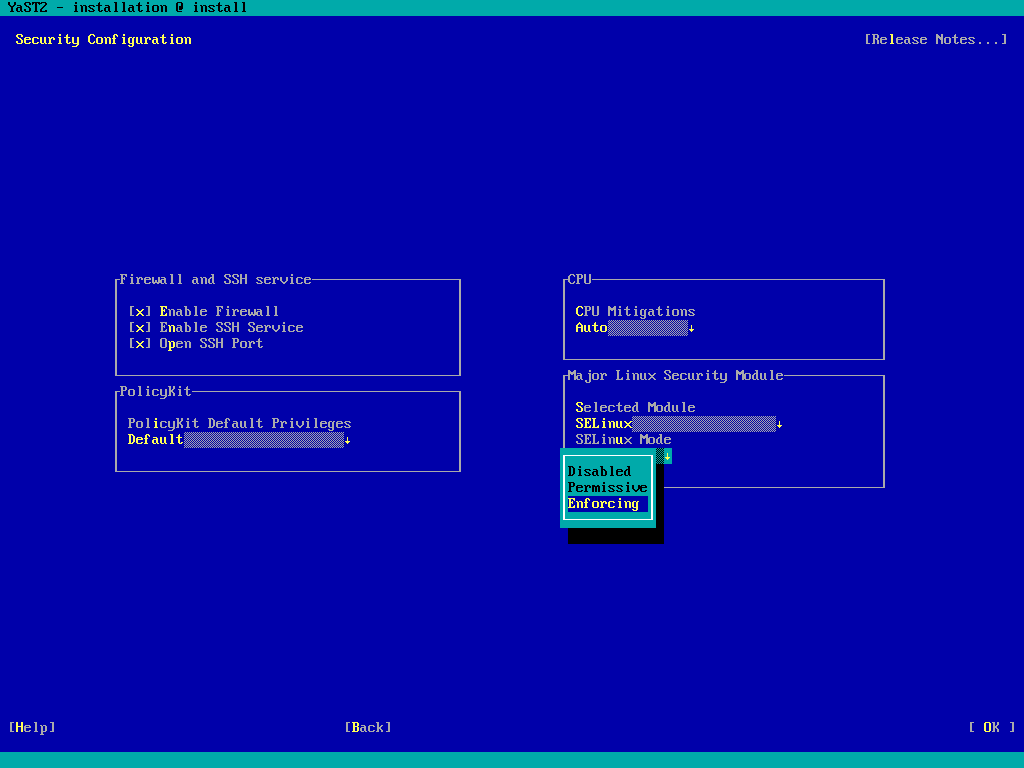 YaST2 - installation @ install
Security Configuration
[Release Notes...]
Firewall and SSH service
[x] Enable Firewall
[x] Enable SSH Service
[x] Open SSH Port
PolicyKit
PolicyKit Default Privileges
Default↓
CPU
CPU Mitigations
Auto↓
Major Linux Security Module
Selected Module
SELinux↓
SELinux Mode
↓
Disabled
Permissive
Enforcing
[Help]
[Back]
[ OK ]